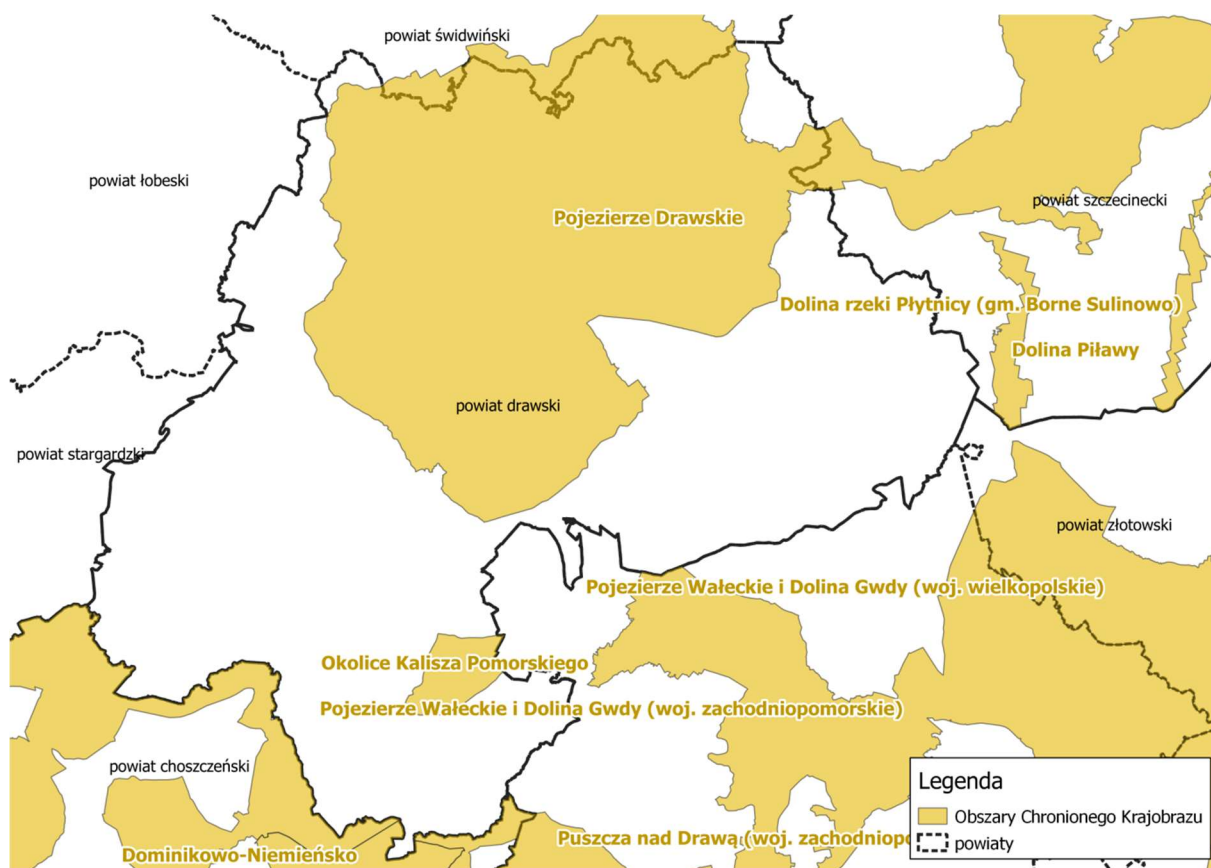 powiat świdwiński
powiat łobeski
powiat szczecinecki
Pojezierze Drawskie
Dolina rzeki Płytnicy (gm. Borne Sulinowo)
Dolina Piławy
powiat drawski
powiat stargardzki
powiat złotowski
Pojezierze Wałeckie i Dolina Gwdy (woj. wielkopolskie)
Okolice Kalisza Pomorskiego
Pojezierze Wałeckie i Dolina Gwdy (woj. zachodniopomorskie)
powiat choszczeński
Legenda
Obszary Chronionego Krajobrazu
powiaty
Puszcza nad Drawą (woj. zachodniopo
Dominikowo-Niemieńsko